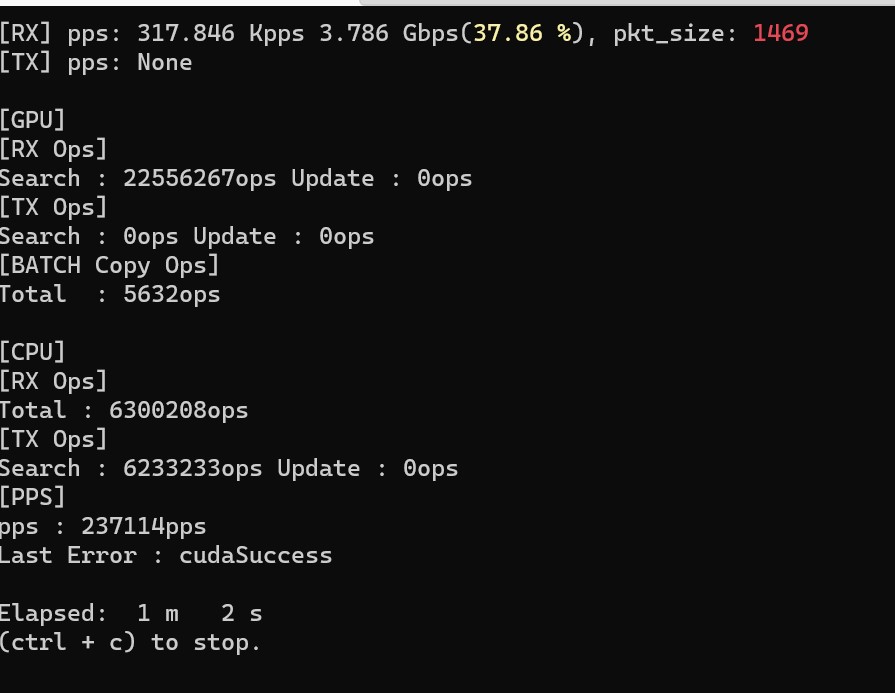 [RX] pps: 317.846 Kpps 3.786 Gbps(37.86 %), pkt_size: 1469
[TX] pps: None
[GPU]
[RX Ops]
Search : 22556267ops Update : 0ops
[TX Ops]
Search : 0ops Update : 0ops
[BATCH Copy Ops]
Total  : 5632ops
[CPU]
[RX Ops]
Total : 6300208ops
[TX Ops]
Search : 6233233ops Update : 0ops
[PPS]
pps : 237114pps
Last Error : cudaSuccess
Elapsed:  1 m   2 s
(ctrl + c) to stop.